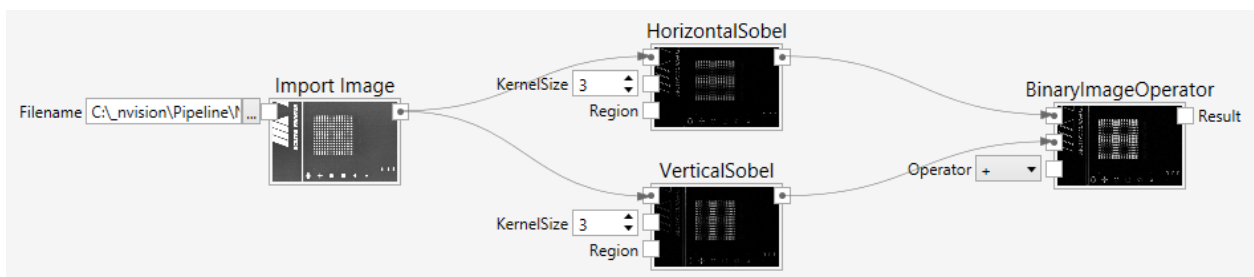 Import Image
Filename C:\_nvision\Pipeline\ ...
HorizontalSobel
KernelSize 3
Region
VerticalSobel
KernelSize 3
Region
BinaryImageOperator
Result
Operator +